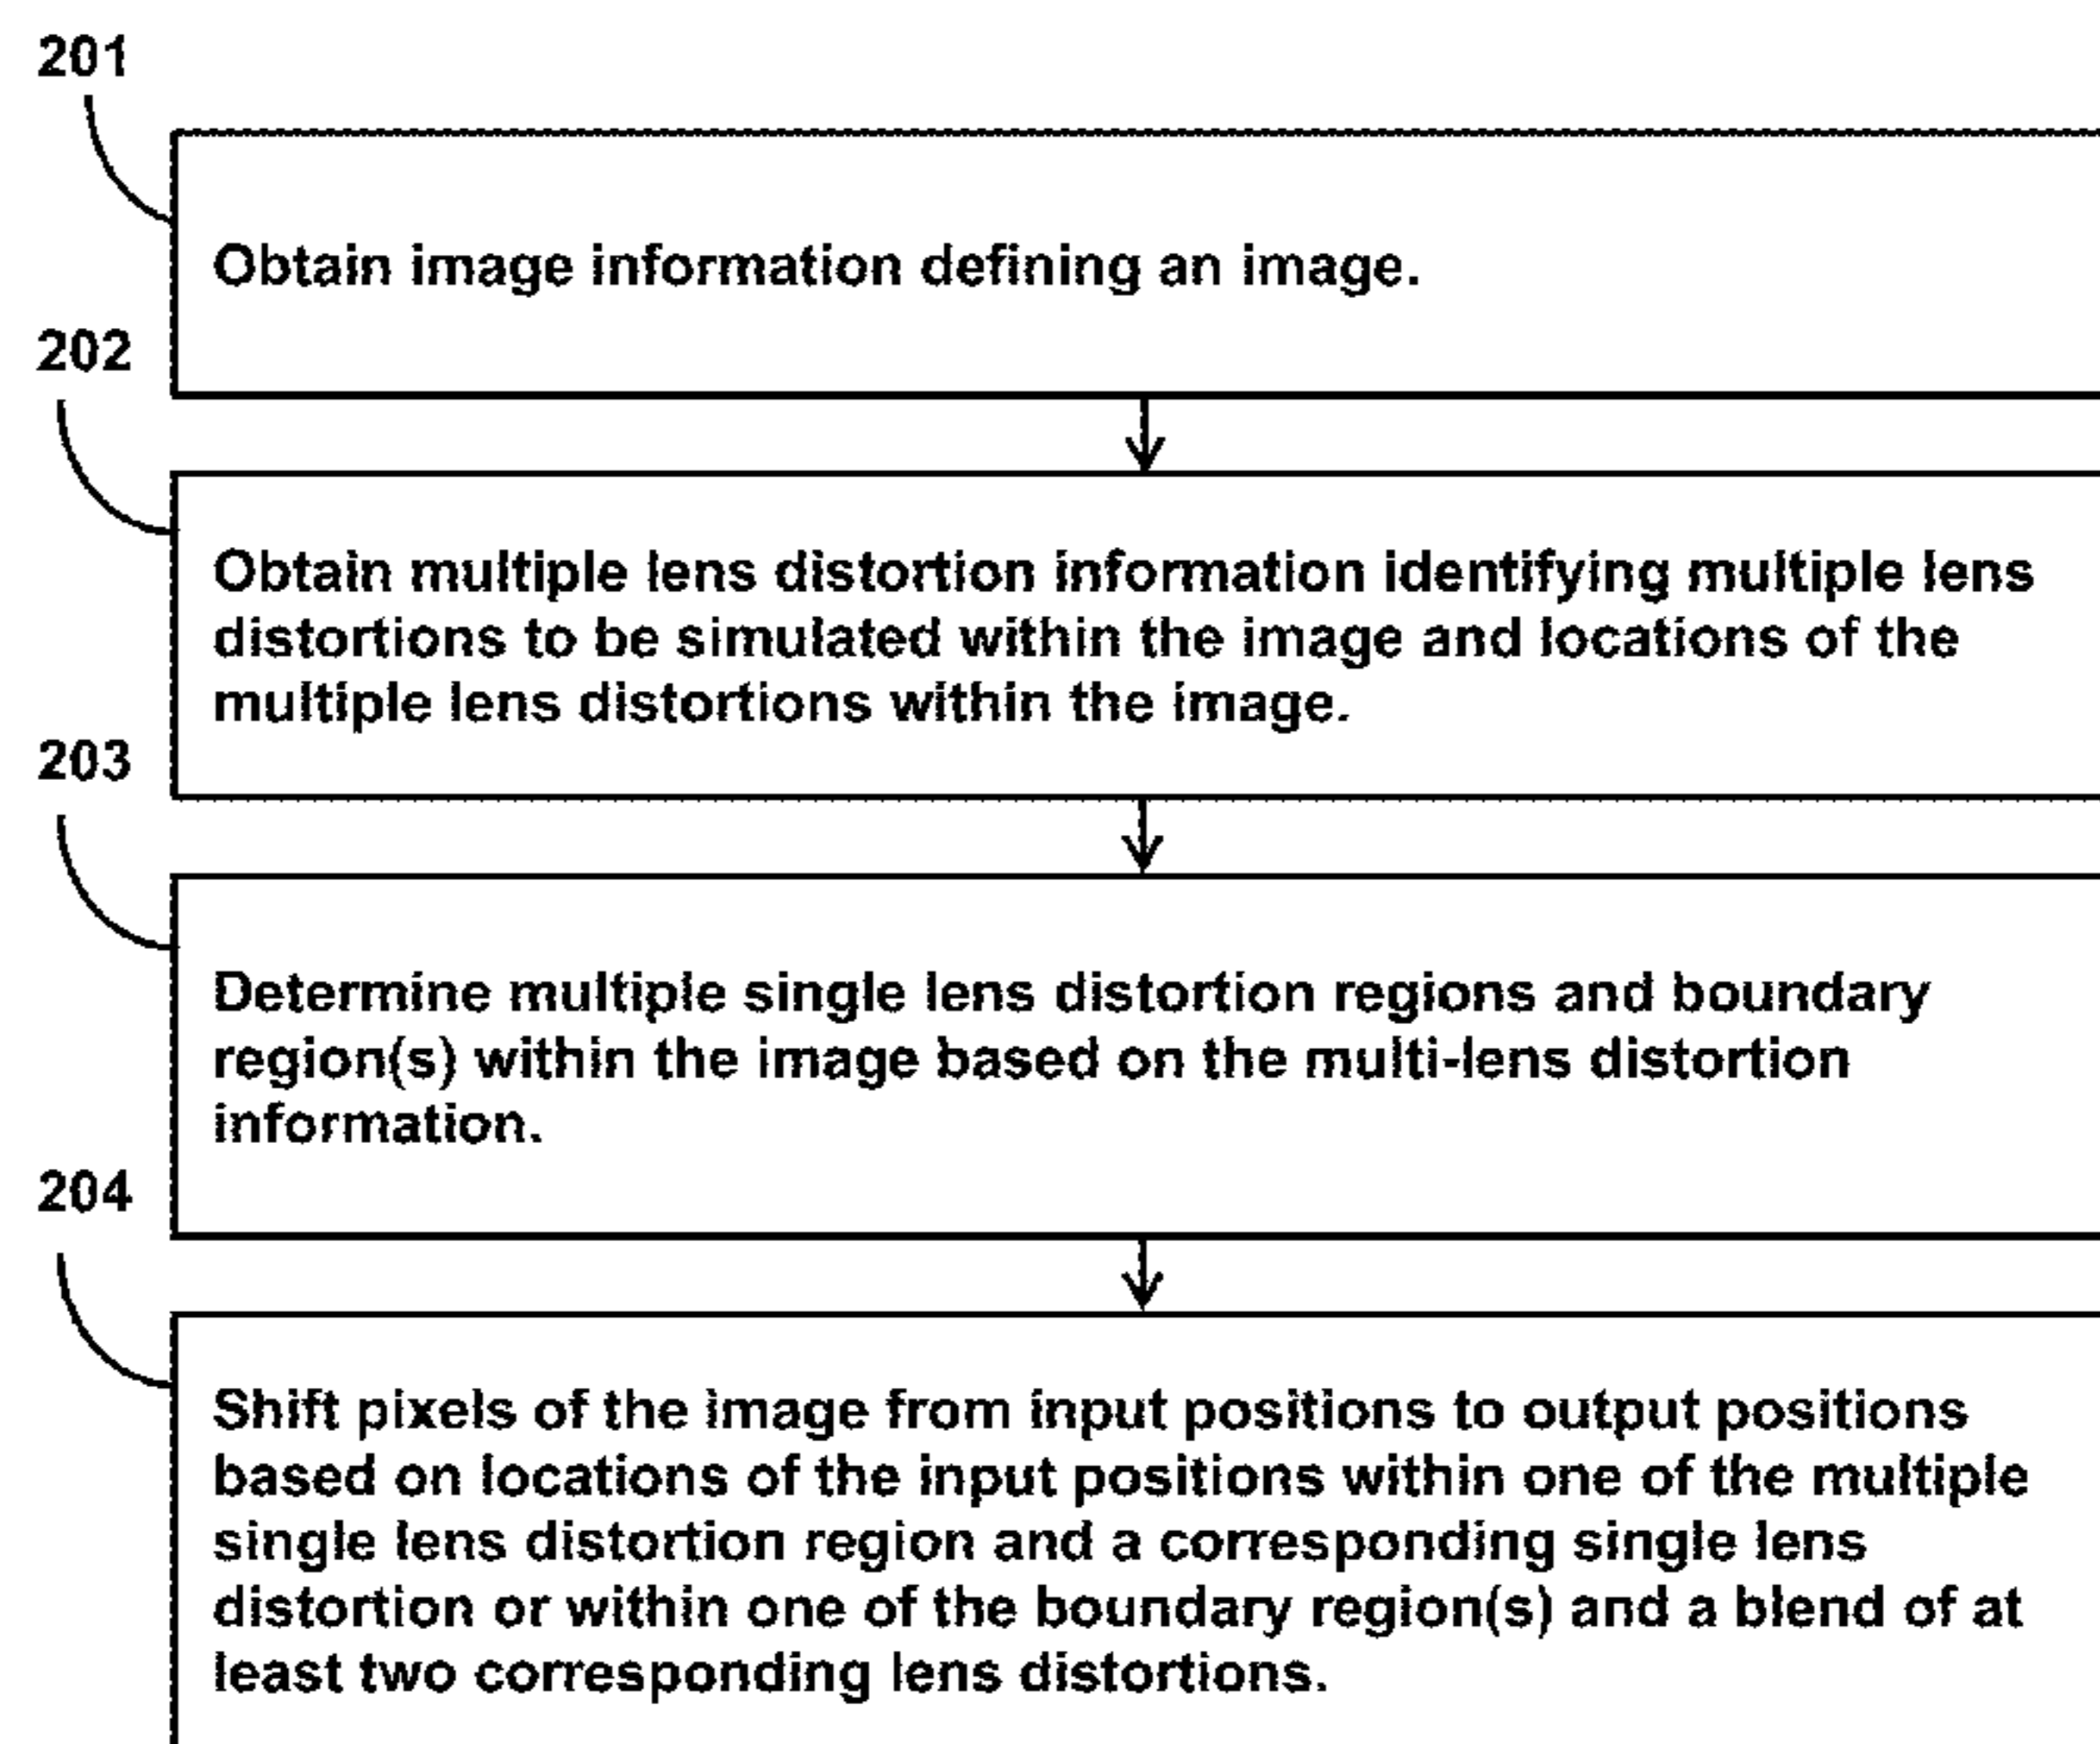 201
Obtain image information defining an image.
202
Obtain multiple lens distortion information identifying multiple lens
distortions to be simulated within the image and locations of the
multiple lens distortions within the image.
203
Determine multiple single lens distortion regions and boundary
region(s) within the image based on the multi-lens distortion
information.
204
Shift pixels of the image from input positions to output positions
based on locations of the input positions within one of the multiple
single lens distortion region and a corresponding single lens
distortion or within one of the boundary region(s) and a blend of at
least two corresponding lens distortions.